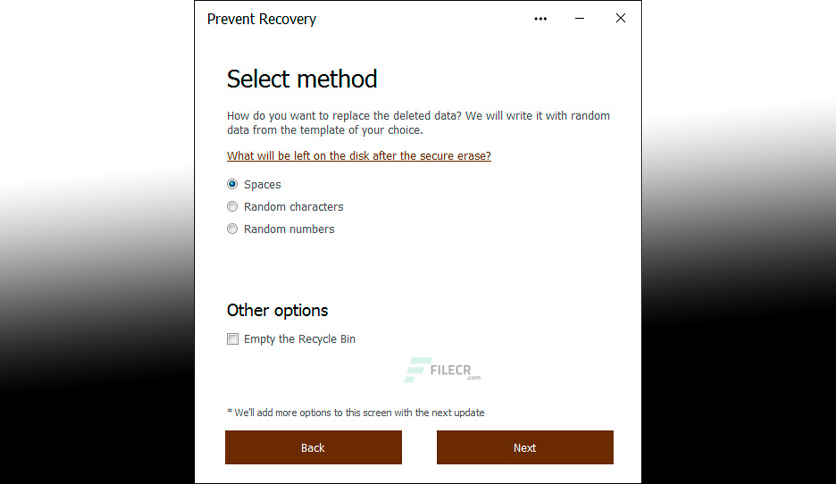 Prevent Recovery
Select method
How do you want to replace the deleted data? We will write it with random
data from the template of your choice.
What will be left on the disk after the secure erase?
Spaces
Random characters
Random numbers
Other options
Empty the Recycle Bin
FILECR
.com
* We'll add more options to this screen with the next update
Back
Next